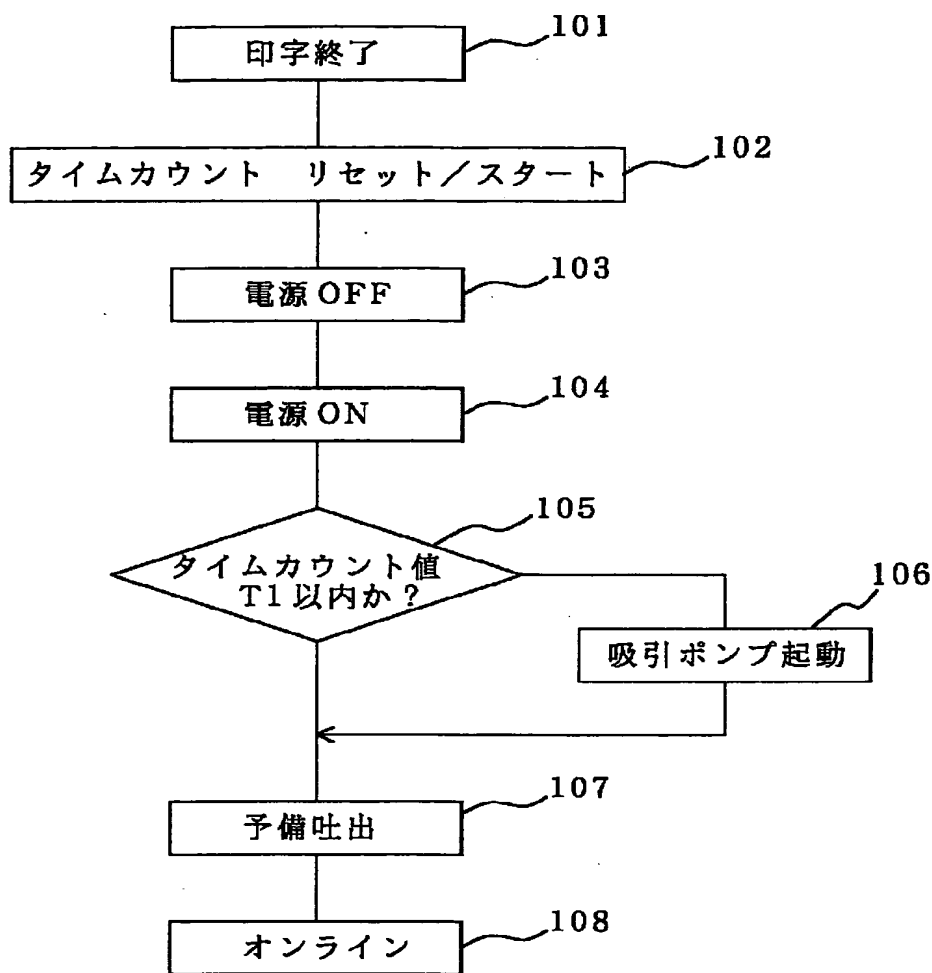 印字終了
101
タイムカウント リセット／スタート
102
電源OFF
103
電源ON
104
タイムカウント値
T1以内か？
105
吸引ポンプ起動
106
予備吐出
107
オンライン
108